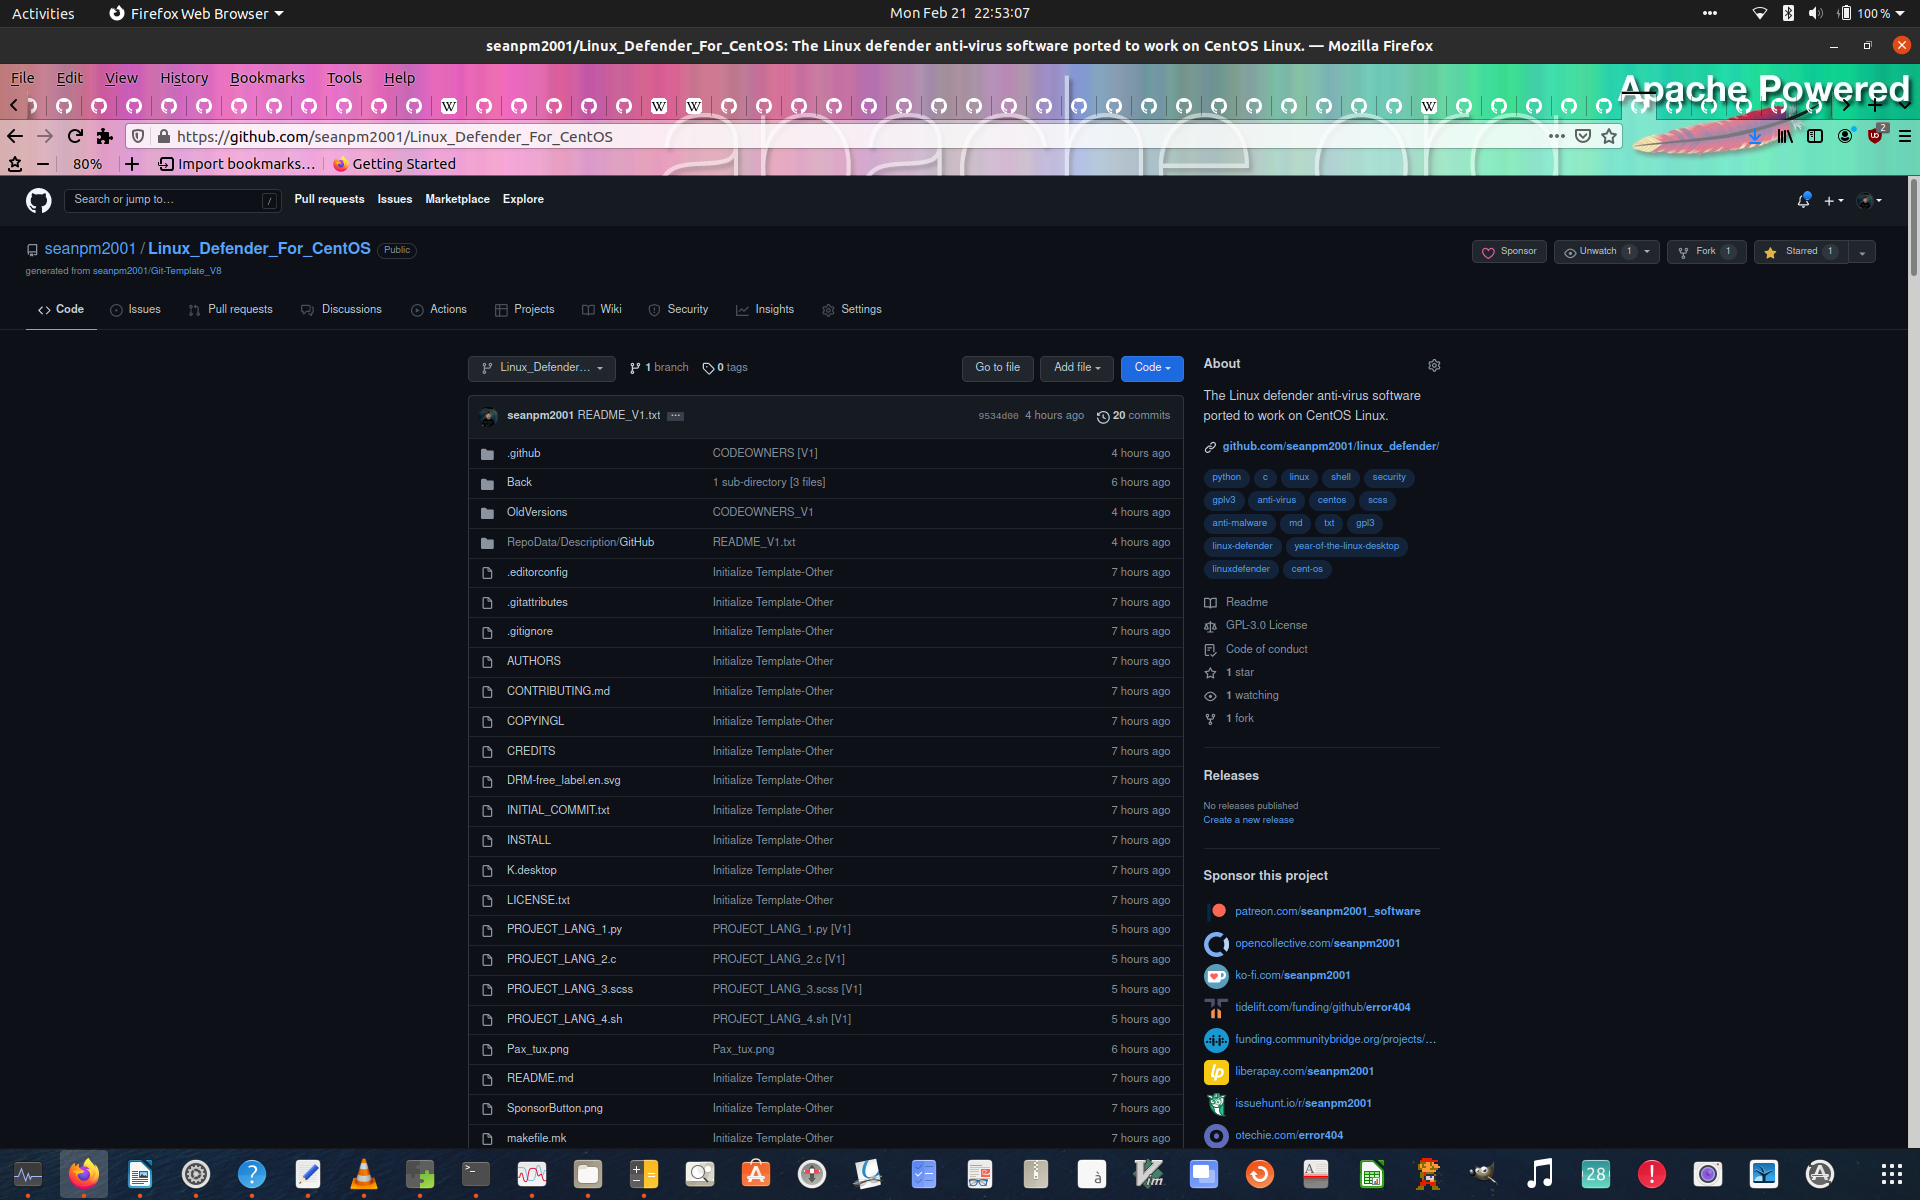 Activities Firefox Web Browser Mon Feb 21 22:53:07 100 %
seanpm2001/Linux_Defender_For_CentOS: The Linux defender anti-virus software ported to work on CentOS Linux. — Mozilla Firefox
File Edit View History Bookmarks Tools Help
Apache Powered
https://github.com/seanpm2001/Linux_Defender_For_CentOS
2
80% Import bookmarks… Getting Started
Search or jump to… / Pull requests Issues Marketplace Explore
seanpm2001 / Linux_Defender_For_CentOS Public
Sponsor Unwatch 1 Fork 1 Starred 1
generated from seanpm2001/Git-Template_V8
Code Issues Pull requests Discussions Actions Projects Wiki Security Insights Settings
Linux_Defender… 1 branch 0 tags Go to file Add file Code
seanpm2001 README_V1.txt 9534d00 4 hours ago 20 commits
.github CODEOWNERS [V1] 4 hours ago
Back 1 sub-directory [3 files] 6 hours ago
OldVersions CODEOWNERS_V1 4 hours ago
RepoData/Description/GitHub README_V1.txt 4 hours ago
.editorconfig Initialize Template-Other 7 hours ago
.gitattributes Initialize Template-Other 7 hours ago
.gitignore Initialize Template-Other 7 hours ago
AUTHORS Initialize Template-Other 7 hours ago
CONTRIBUTING.md Initialize Template-Other 7 hours ago
COPYINGL Initialize Template-Other 7 hours ago
CREDITS Initialize Template-Other 7 hours ago
DRM-free_label.en.svg Initialize Template-Other 7 hours ago
INITIAL_COMMIT.txt Initialize Template-Other 7 hours ago
INSTALL Initialize Template-Other 7 hours ago
K.desktop Initialize Template-Other 7 hours ago
LICENSE.txt Initialize Template-Other 7 hours ago
PROJECT_LANG_1.py PROJECT_LANG_1.py [V1] 5 hours ago
PROJECT_LANG_2.c PROJECT_LANG_2.c [V1] 5 hours ago
PROJECT_LANG_3.scss PROJECT_LANG_3.scss [V1] 5 hours ago
PROJECT_LANG_4.sh PROJECT_LANG_4.sh [V1] 5 hours ago
Pax_tux.png Pax_tux.png 6 hours ago
README.md Initialize Template-Other 7 hours ago
SponsorButton.png Initialize Template-Other 7 hours ago
makefile.mk Initialize Template-Other 7 hours ago
About
The Linux defender anti-virus software
ported to work on CentOS Linux.
github.com/seanpm2001/linux_defender/
python c linux shell security
gplv3 anti-virus centos scss
anti-malware md txt gpl3
linux-defender year-of-the-linux-desktop
linuxdefender cent-os
Readme
GPL-3.0 License
Code of conduct
1 star
1 watching
1 fork
Releases
No releases published
Create a new release
Sponsor this project
patreon.com/seanpm2001_software
opencollective.com/seanpm2001
ko-fi.com/seanpm2001
tidelift.com/funding/github/error404
funding.communitybridge.org/projects/…
liberapay.com/seanpm2001
issuehunt.io/r/seanpm2001
otechie.com/error404
28